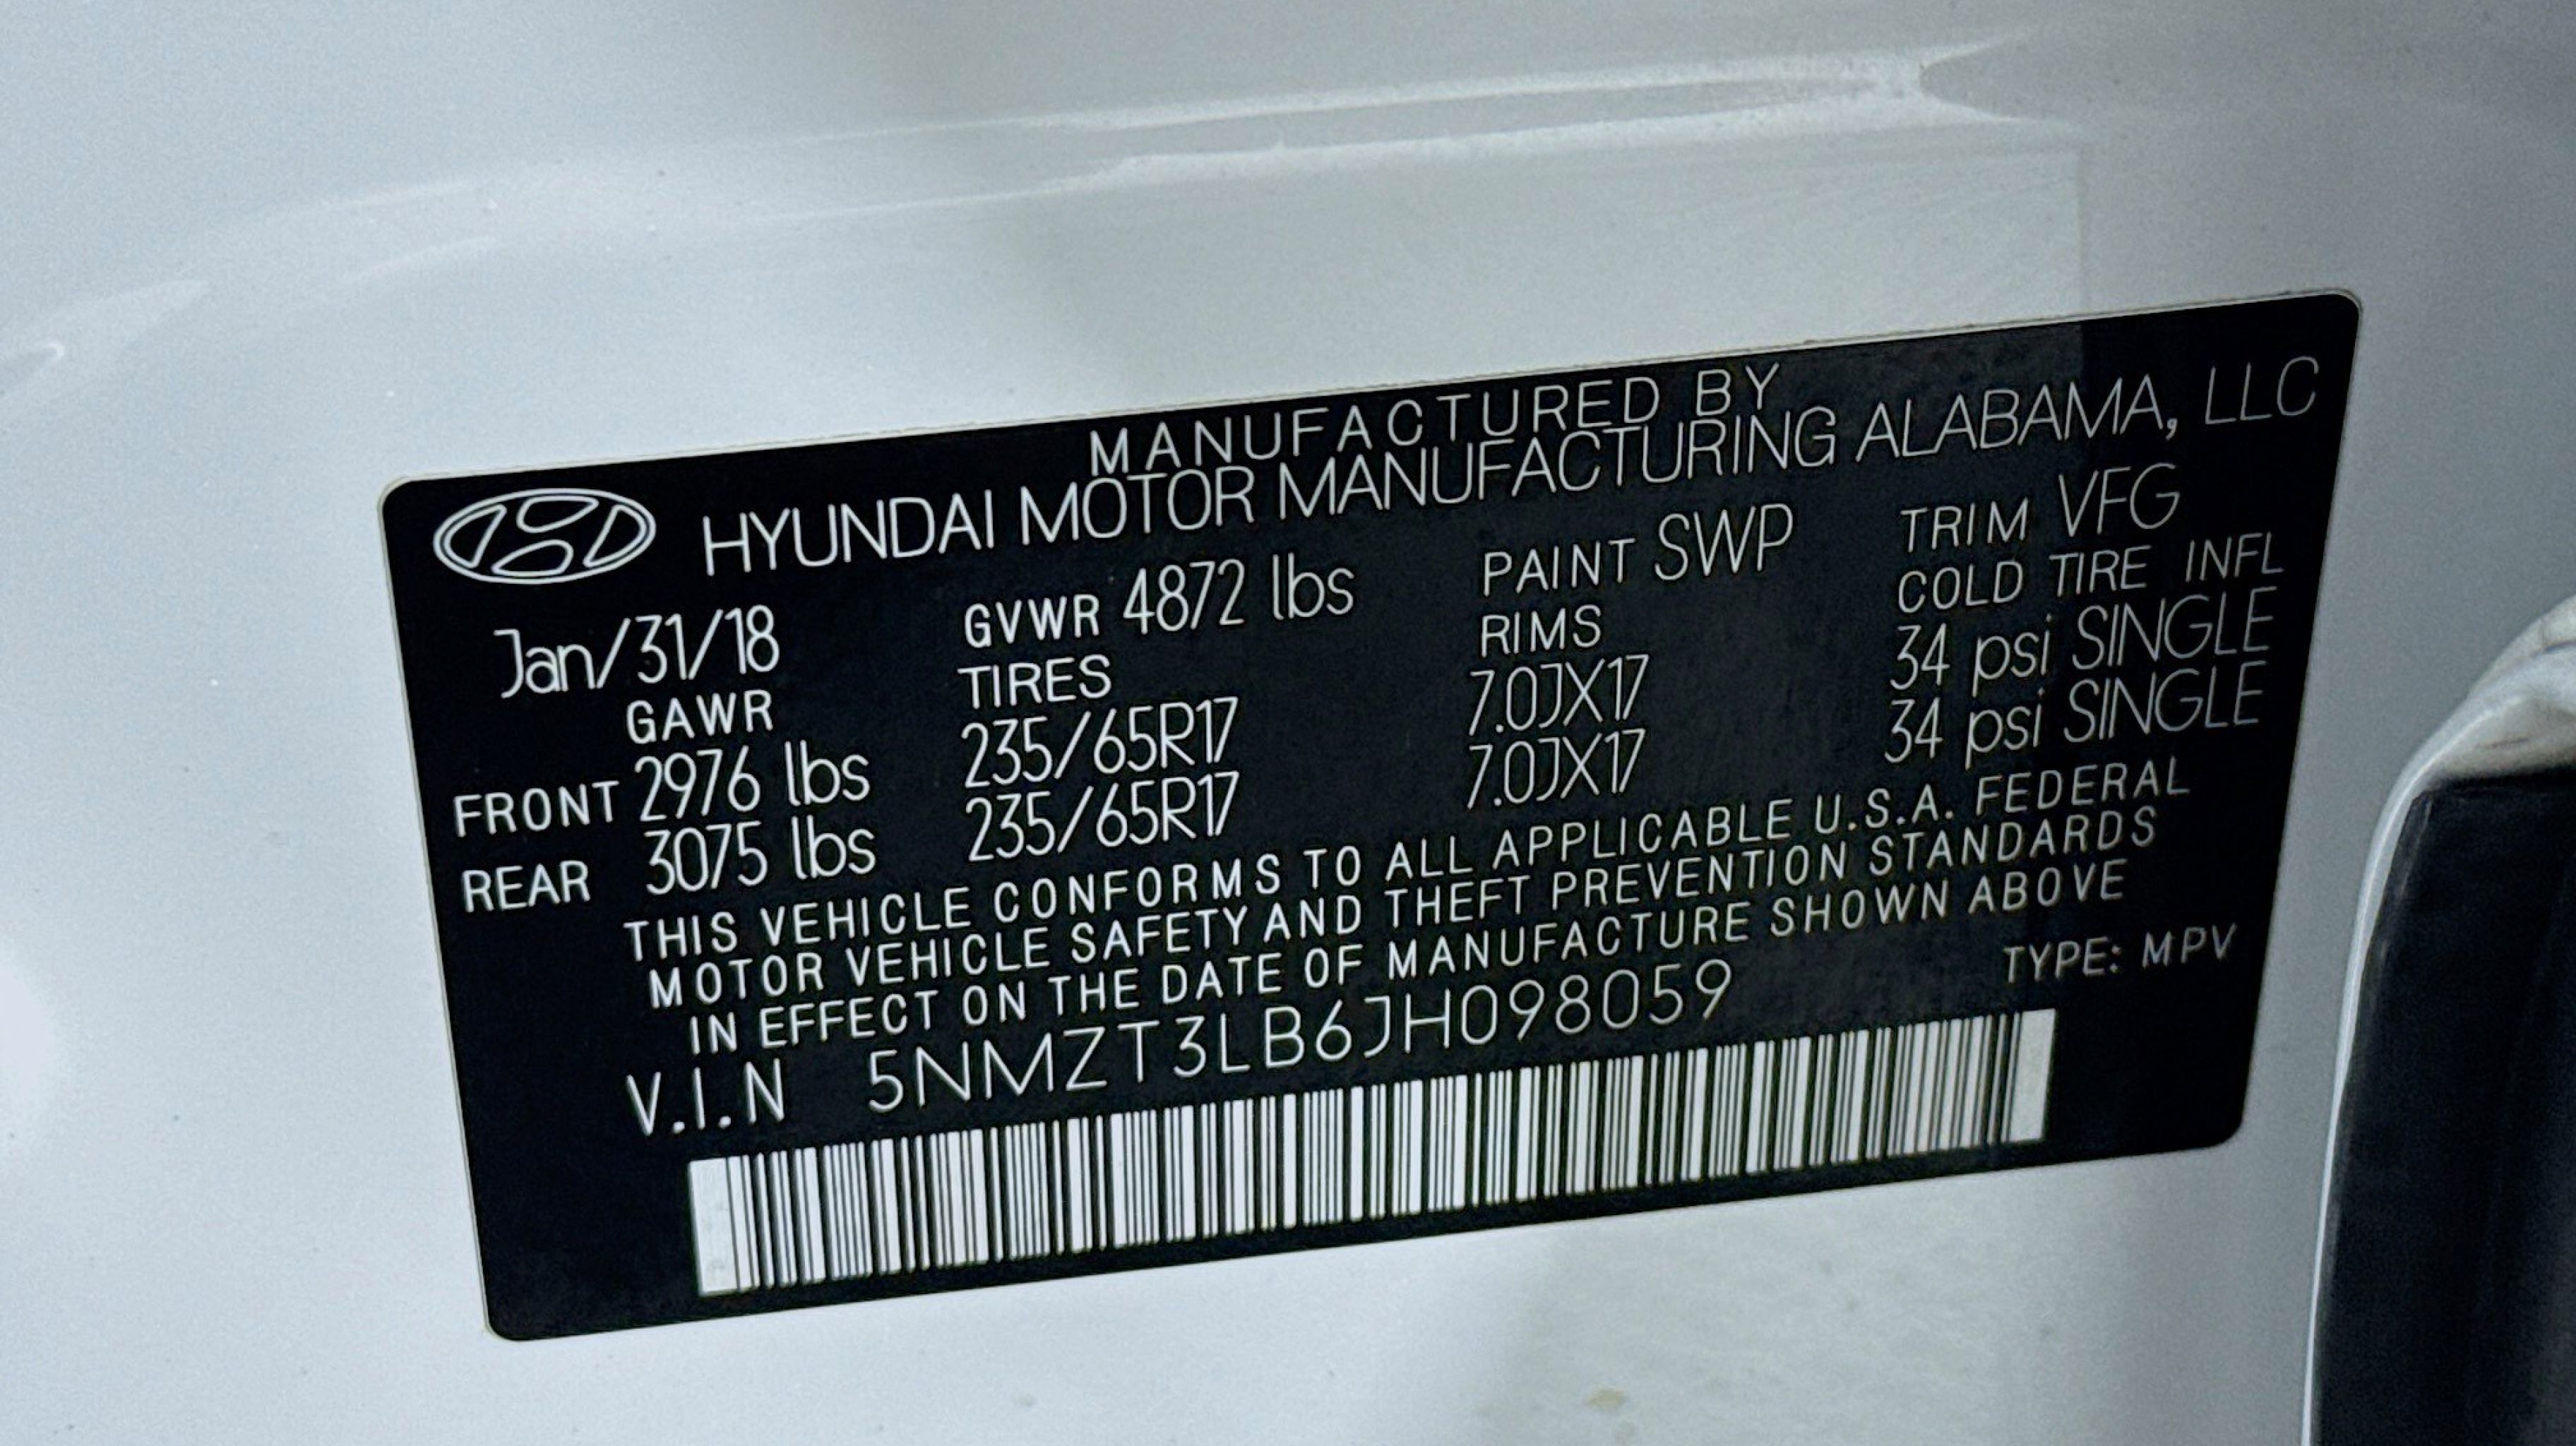 MANUFACTURED BY
HYUNDAI MOTOR MANUFACTURING ALABAMA, LLC
Jan/31/18 GVWR 4872 lbs PAINT SWP TRIM VFG
GAWR TIRES RIMS COLD TIRE INFL
FRONT 2976 lbs 235/65R17 7.0JX17 34 psi SINGLE
REAR 3075 lbs 235/65R17 7.0JX17 34 psi SINGLE
THIS VEHICLE CONFORMS TO ALL APPLICABLE U.S.A. FEDERAL
MOTOR VEHICLE SAFETY AND THEFT PREVENTION STANDARDS
IN EFFECT ON THE DATE OF MANUFACTURE SHOWN ABOVE
V.I.N 5NMZT3LB6JH098059 TYPE: MPV